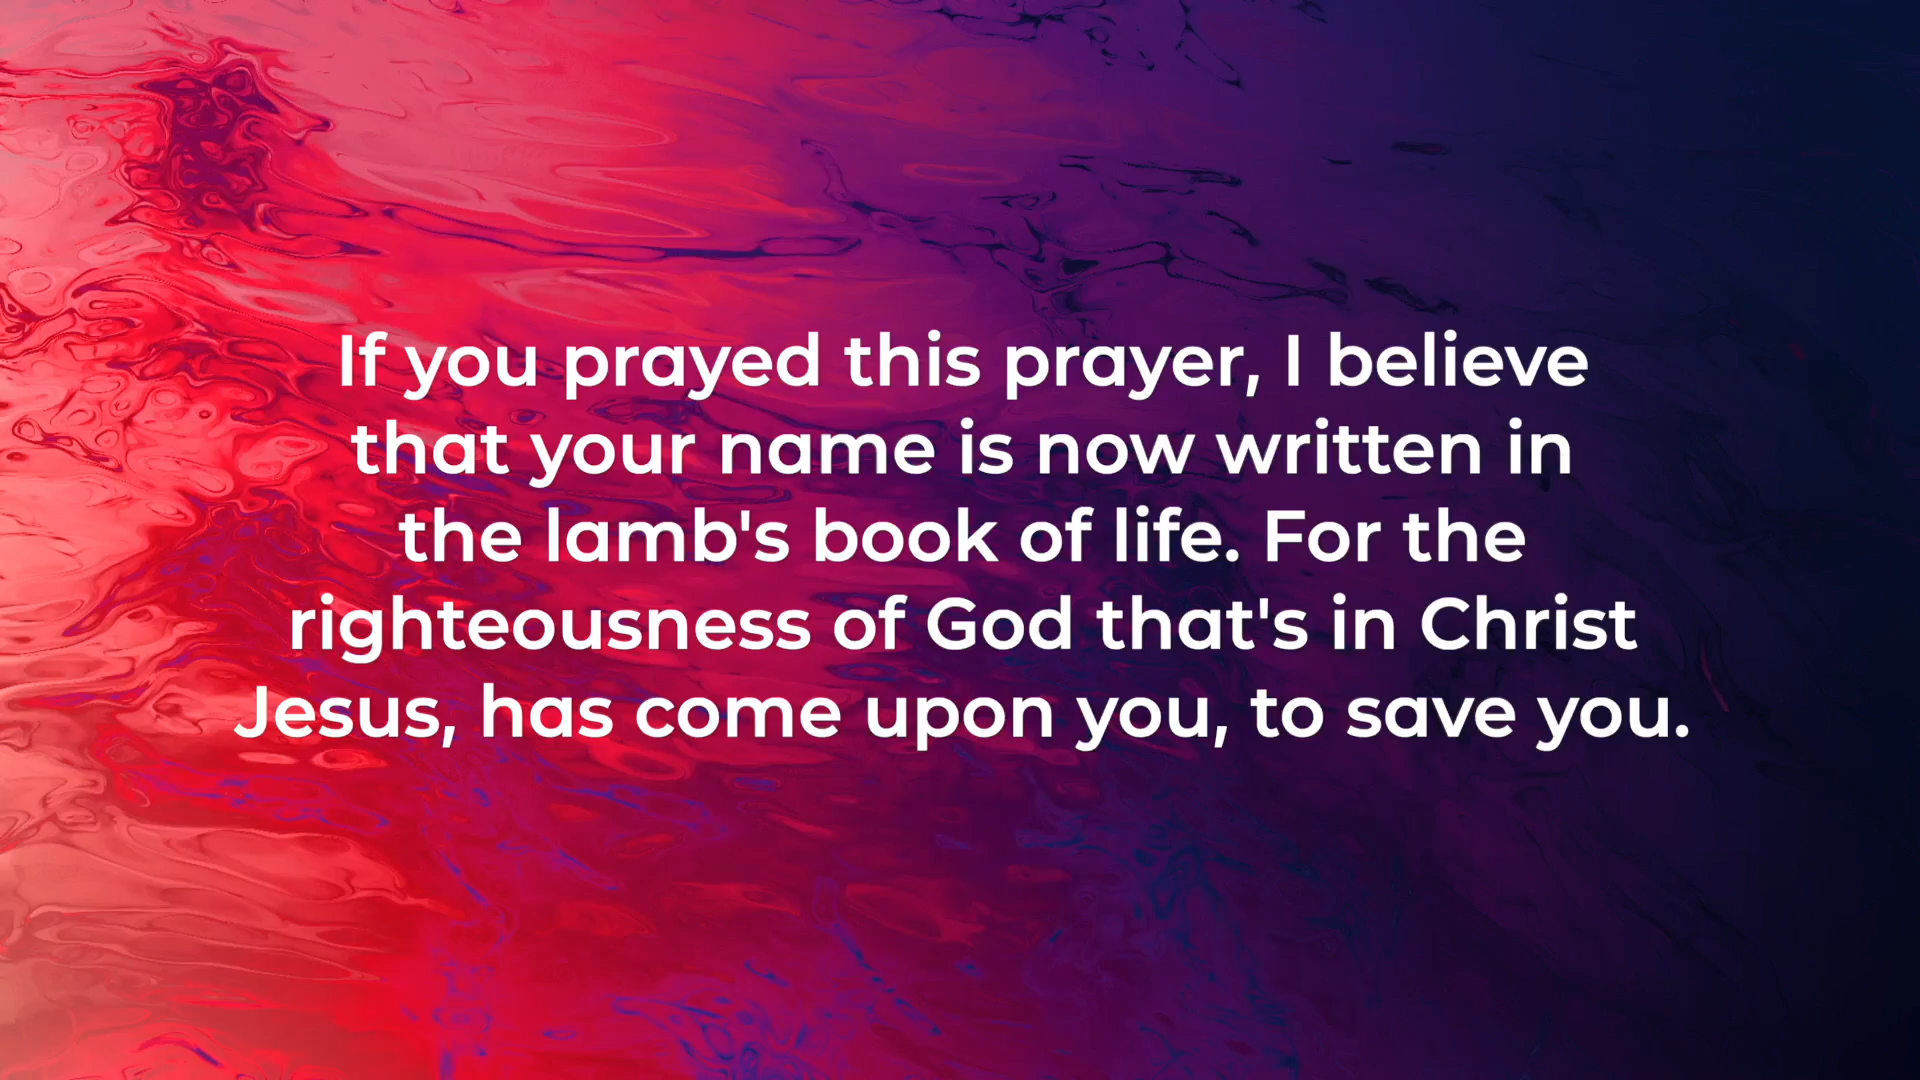 If you prayed this prayer, I believe
that your name is now written in
the lamb's book of life. For the
righteousness of God that's in Christ
Jesus, has come upon you, to save you.